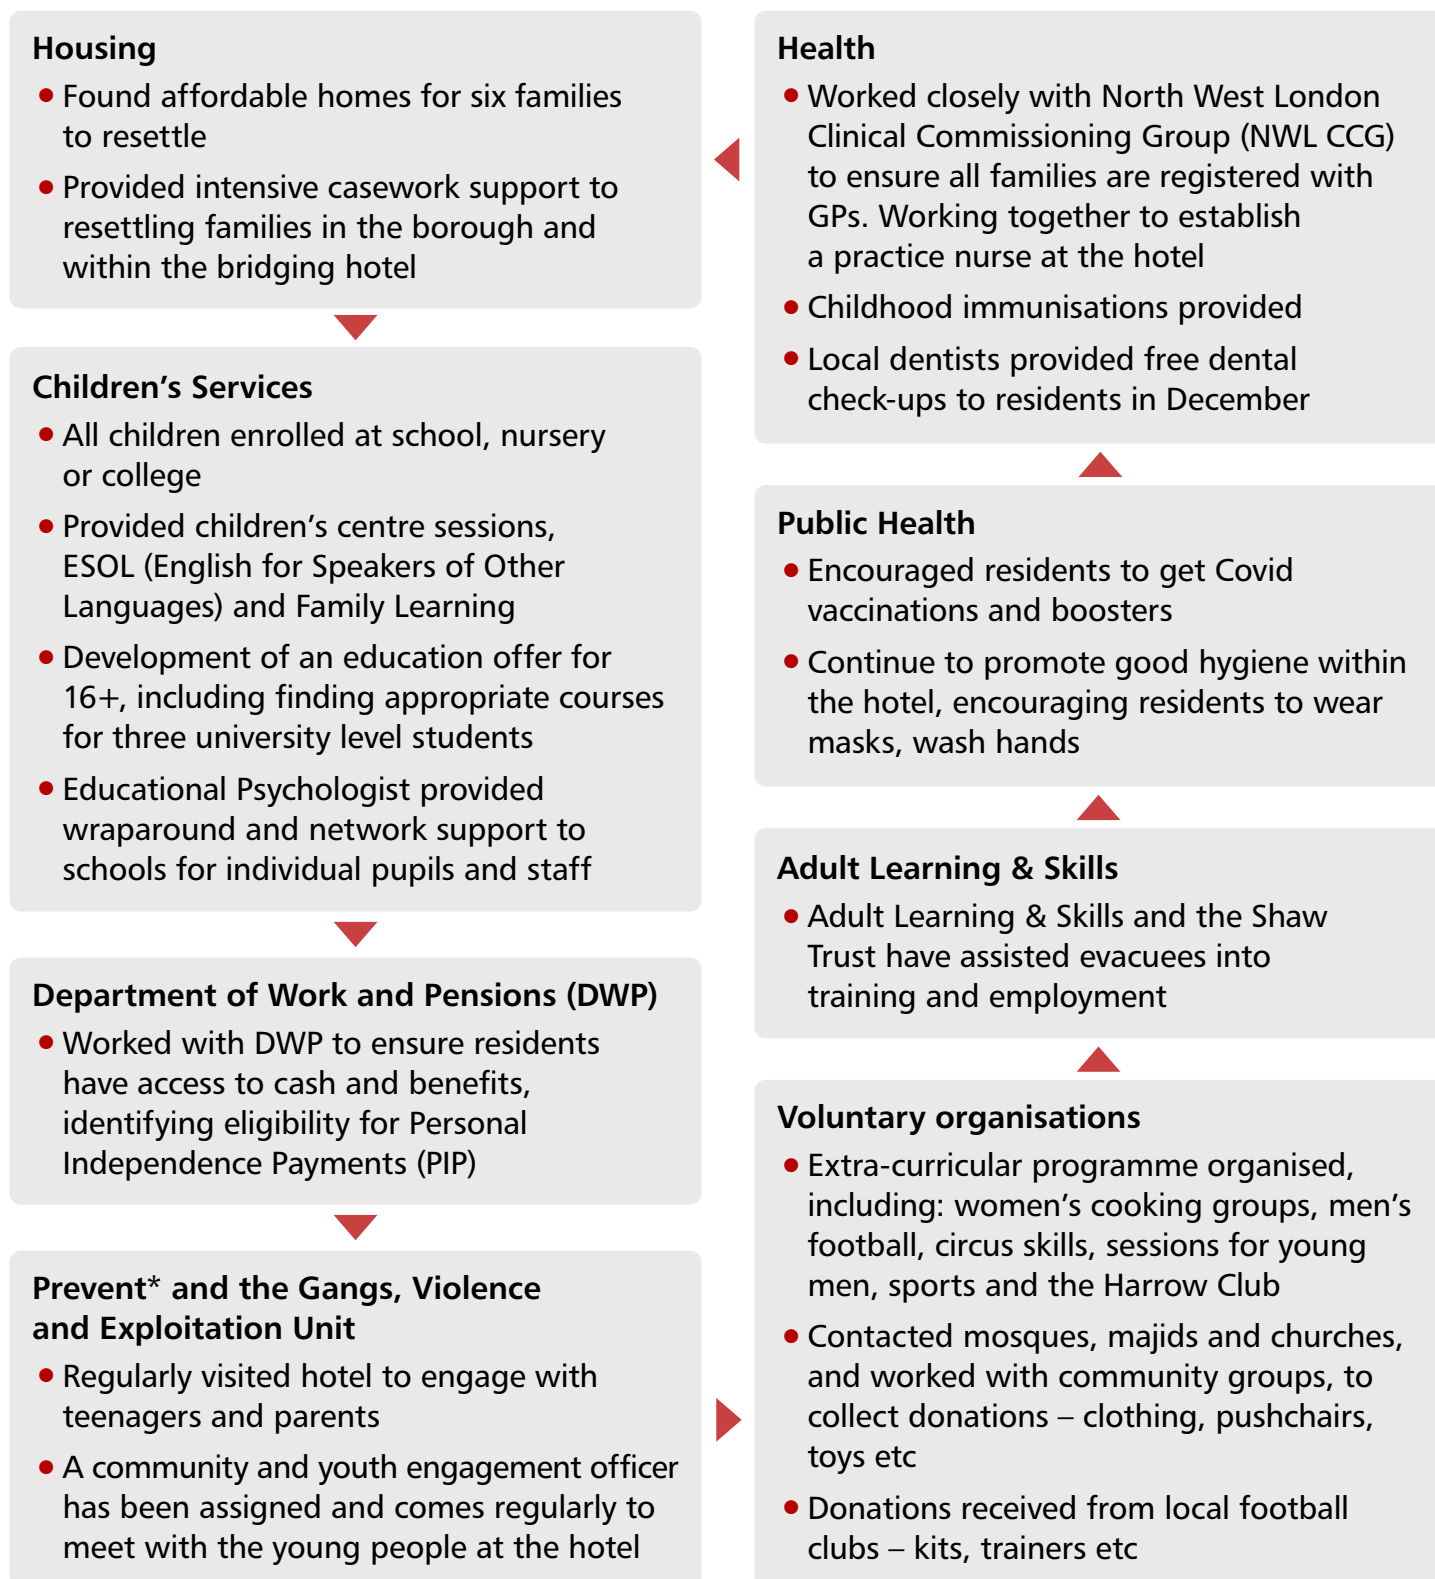 Housing
• Found affordable homes for six families
to resettle
• Provided intensive casework support to
resettling families in the borough and
within the bridging hotel
Children’s Services
• All children enrolled at school, nursery
or college
• Provided children’s centre sessions,
ESOL (English for Speakers of Other
Languages) and Family Learning
• Development of an education offer for
16+, including finding appropriate courses
for three university level students
• Educational Psychologist provided
wraparound and network support to
schools for individual pupils and staff
Department of Work and Pensions (DWP)
• Worked with DWP to ensure residents
have access to cash and benefits,
identifying eligibility for Personal
Independence Payments (PIP)
Prevent* and the Gangs, Violence
and Exploitation Unit
• Regularly visited hotel to engage with
teenagers and parents
• A community and youth engagement officer
has been assigned and comes regularly to
meet with the young people at the hotel
Health
• Worked closely with North West London
Clinical Commissioning Group (NWL CCG)
to ensure all families are registered with
GPs. Working together to establish
a practice nurse at the hotel
• Childhood immunisations provided
• Local dentists provided free dental
check-ups to residents in December
Public Health
• Encouraged residents to get Covid
vaccinations and boosters
• Continue to promote good hygiene within
the hotel, encouraging residents to wear
masks, wash hands
Adult Learning & Skills
• Adult Learning & Skills and the Shaw
Trust have assisted evacuees into
training and employment
Voluntary organisations
• Extra-curricular programme organised,
including: women’s cooking groups, men’s
football, circus skills, sessions for young
men, sports and the Harrow Club
• Contacted mosques, majids and churches,
and worked with community groups, to
collect donations – clothing, pushchairs,
toys etc
• Donations received from local football
clubs – kits, trainers etc